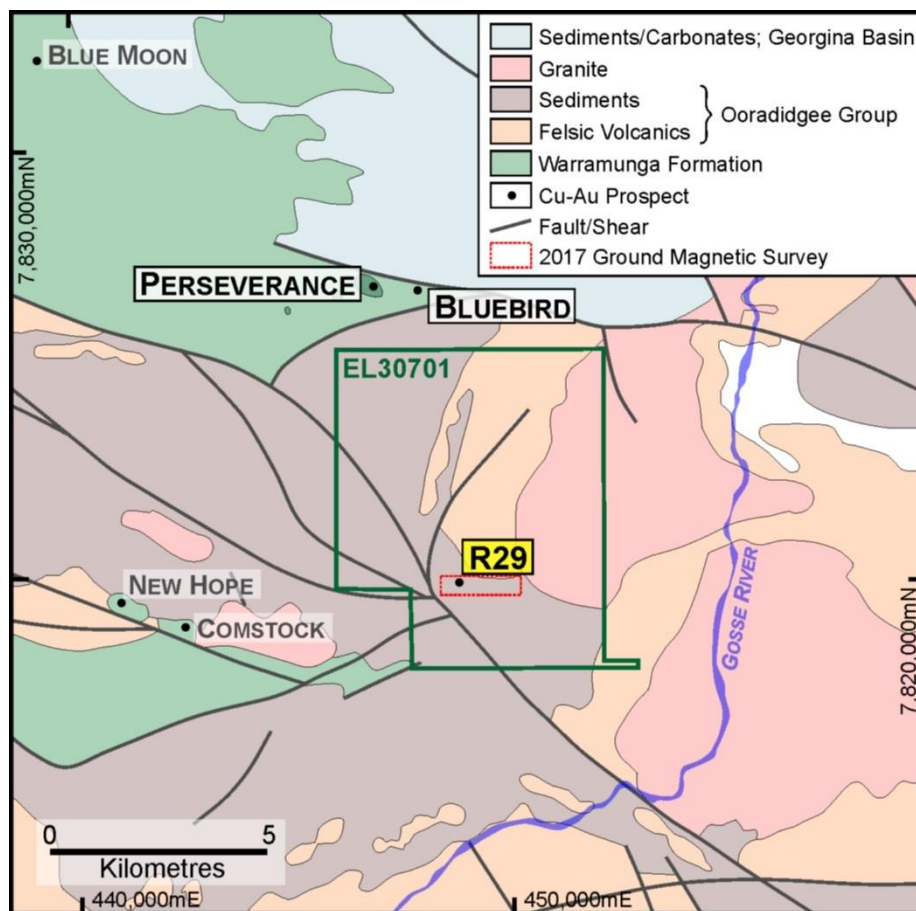 BLUE MOON
Sediments/Carbonates; Georgina Basin
Granite
Sediments
Felsic Volcanics
Ooradidgee Group
Warramunga Formation
Cu-Au Prospect
Fault/Shear
2017 Ground Magnetic Survey
7,830,000mN
PERSEVERANCE
BLUEBIRD
EL30701
R29
NEW HOPE
COMSTOCK
GOSSE RIVER
7,820,000mN
0 5
Kilometres
440,000mE
450,000mE